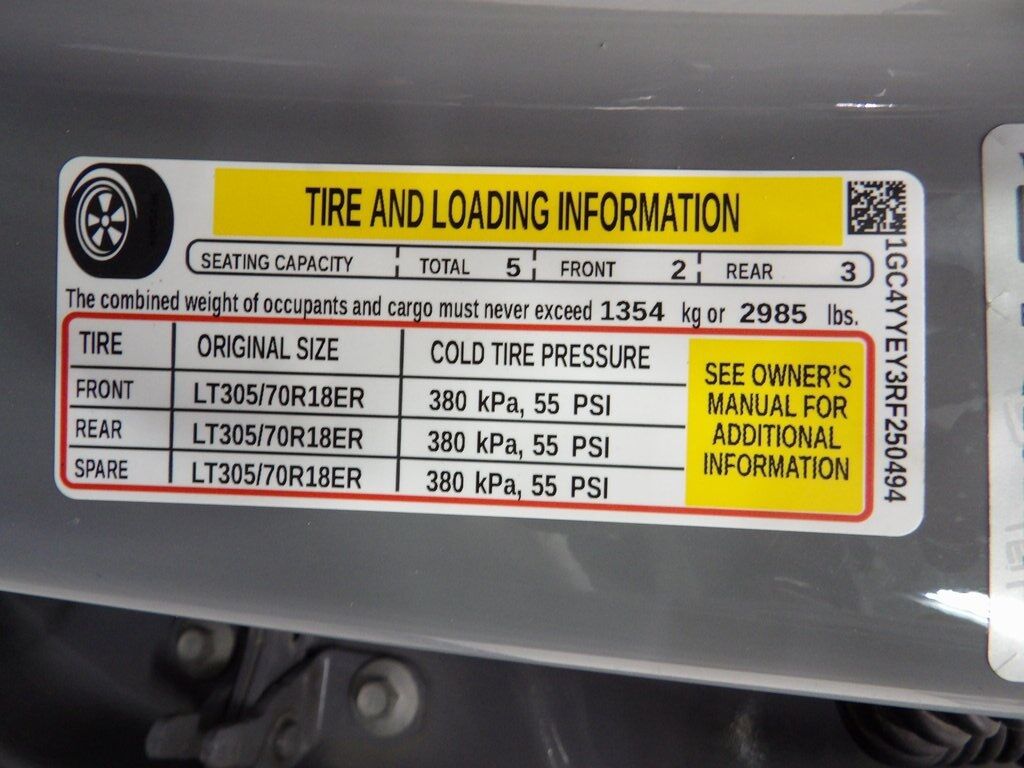 TIRE AND LOADING INFORMATION
SEATING CAPACITY TOTAL 5 FRONT 2 REAR 3
The combined weight of occupants and cargo must never exceed 1354 kg or 2985 lbs.
TIRE ORIGINAL SIZE COLD TIRE PRESSURE
FRONT LT305/70R18ER 380 kPa, 55 PSI
REAR LT305/70R18ER 380 kPa, 55 PSI
SPARE LT305/70R18ER 380 kPa, 55 PSI
SEE OWNER'S
MANUAL FOR
ADDITIONAL
INFORMATION
1GC4YYEY3RF250494